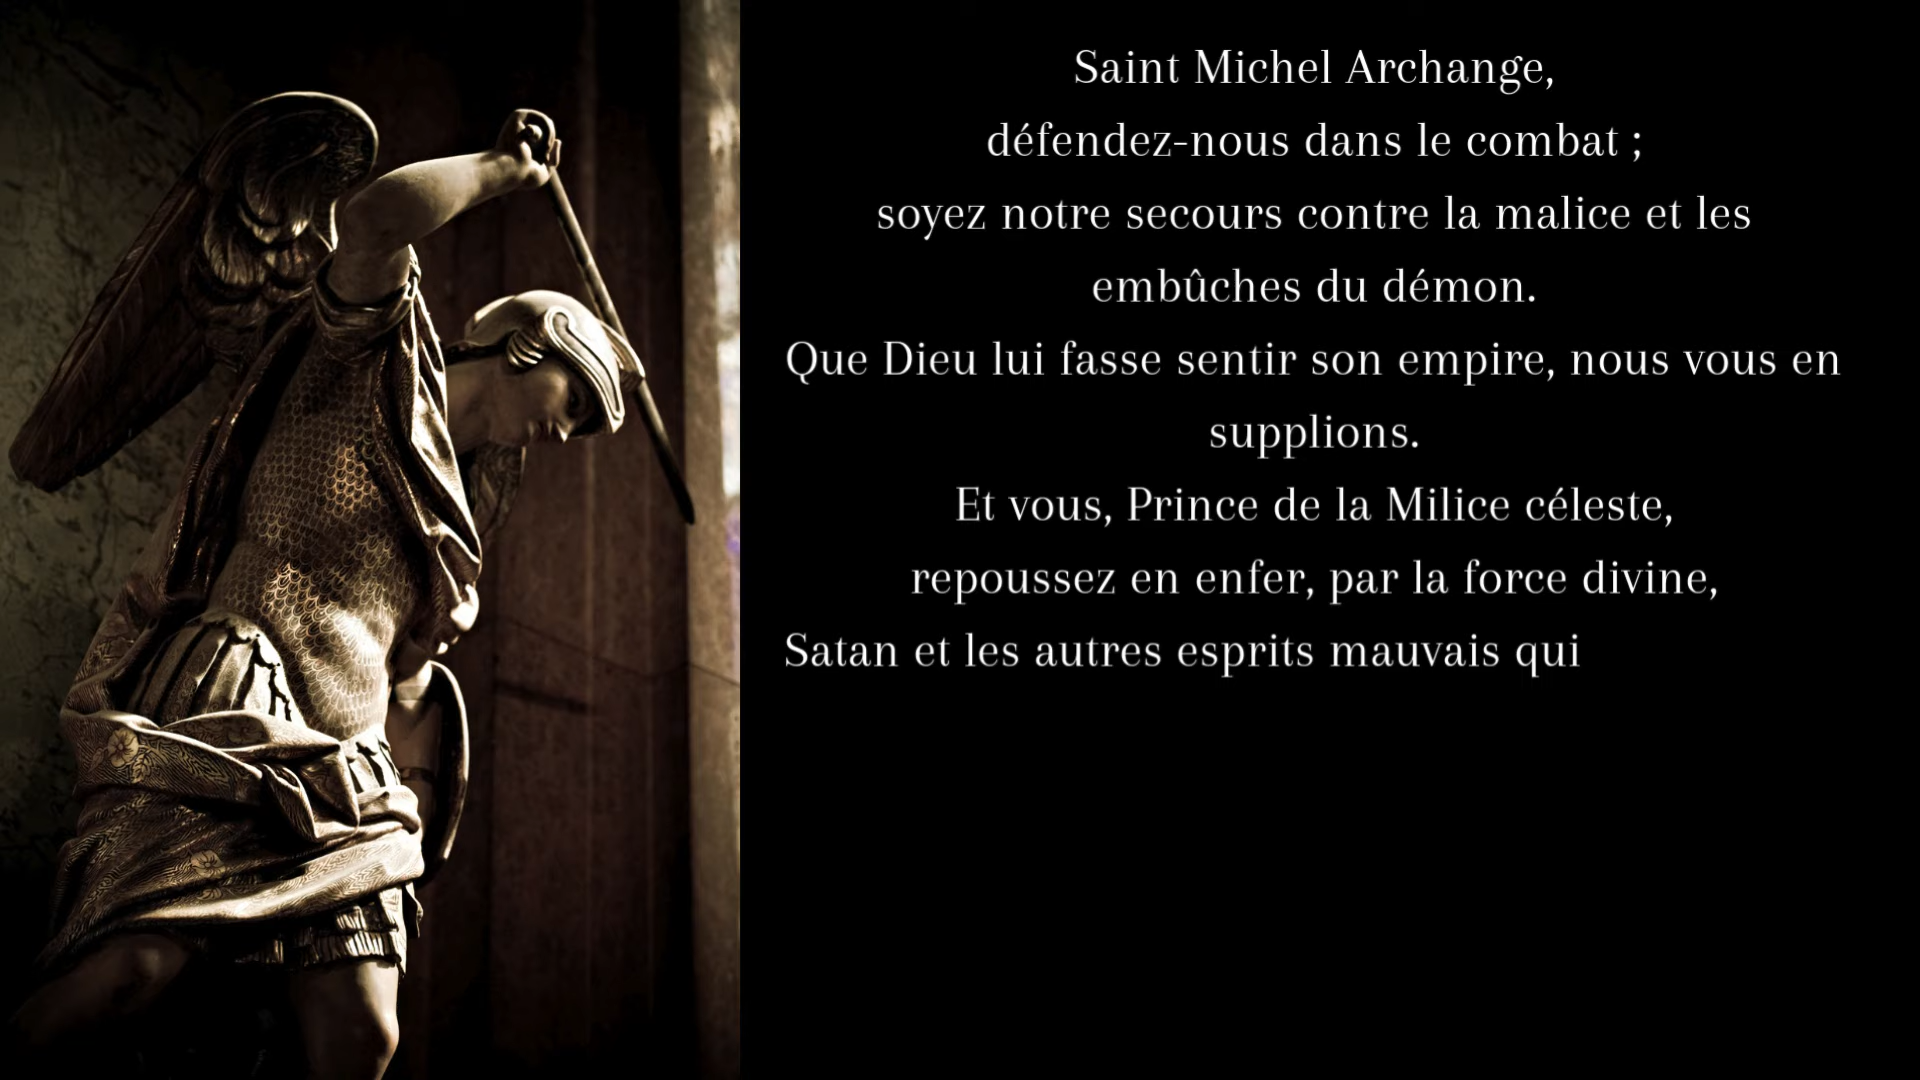 Saint Michel Archange,
défendez-nous dans le combat ;
soyez notre secours contre la malice et les
embûches du démon.
Que Dieu lui fasse sentir son empire, nous vous en
supplions.
Et vous, Prince de la Milice céleste,
repoussez en enfer, par la force divine,
Satan et les autres esprits mauvais qui